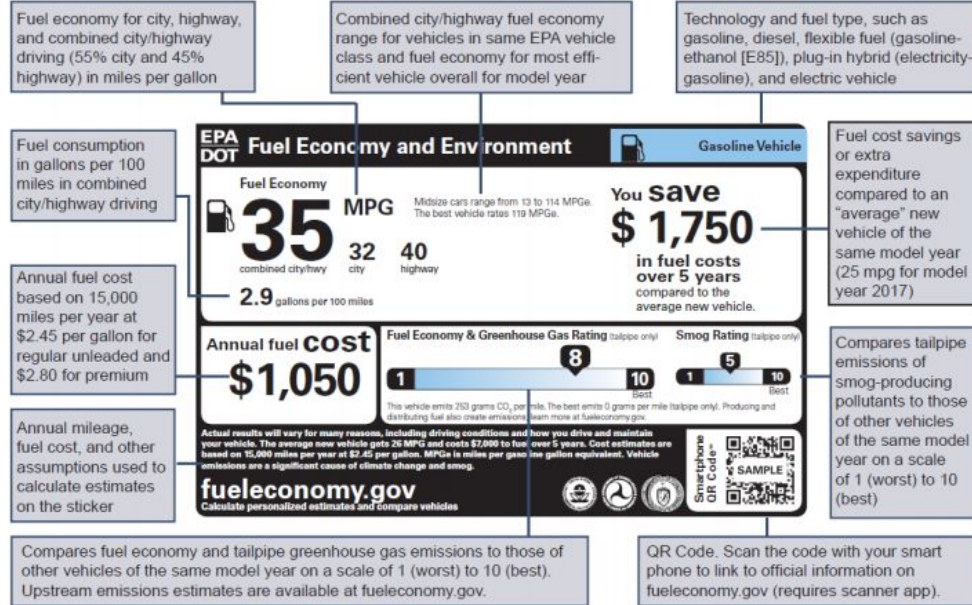 Fuel economy for city, highway,
and combined city/highway
driving (55% city and 45%
highway) in miles per gallon
Combined city/highway fuel economy
range for vehicles in same EPA vehicle
class and fuel economy for most effi-
cient vehicle overall for model year
Technology and fuel type, such as
gasoline, diesel, flexible fuel (gasoline-
ethanol [E85]), plug-in hybrid (electricity-
gasoline), and electric vehicle
Fuel consumption
in gallons per 100
miles in combined
city/highway driving
Annual fuel cost
based on 15,000
miles per year at
$2.45 per gallon for
regular unleaded and
$2.80 for premium
Annual mileage,
fuel cost, and other
assumptions used to
calculate estimates
on the sticker
EPA
DOT
Fuel Economy and Environment
Gasoline Vehicle
Fuel Economy
35 MPG
combined city/hwy
32
city
40
highway
2.9 gallons per 100 miles
Midsize cars range from 13 to 114 MPGe.
The best vehicle rates 119 MPGe.
You save
$ 1,750
in fuel costs
over 5 years
compared to the
average new vehicle.
Annual fuel cost
$1,050
Fuel Economy & Greenhouse Gas Rating (tailpipe only)
1
8
10
Best
Smog Rating (tailpipe only)
1
5
10
Best
This vehicle emits 253 grams CO2 per mile. The best emits 0 grams per mile (tailpipe only). Producing and
distributing fuel also create emissions; learn more at fueleconomy.gov.
Actual results will vary for many reasons, including driving conditions and how you drive and maintain
your vehicle. The average new vehicle gets 26 MPG and costs $7,000 to fuel over 5 years. Cost estimates are
based on 15,000 miles per year at $2.45 per gallon. MPGe is miles per gasoline gallon equivalent. Vehicle
emissions are a significant cause of climate change and smog.
fueleconomy.gov
Calculate personalized estimates and compare vehicles
Smartphone
QR Code™
SAMPLE
Fuel cost savings
or extra
expenditure
compared to an
"average" new
vehicle of the
same model year
(25 mpg for model
year 2017)
Compares tailpipe
emissions of
smog-producing
pollutants to those
of other vehicles
of the same model
year on a scale
of 1 (worst) to 10
(best)
Compares fuel economy and tailpipe greenhouse gas emissions to those of
other vehicles of the same model year on a scale of 1 (worst) to 10 (best).
Upstream emissions estimates are available at fueleconomy.gov.
QR Code. Scan the code with your smart
phone to link to official information on
fueleconomy.gov (requires scanner app).